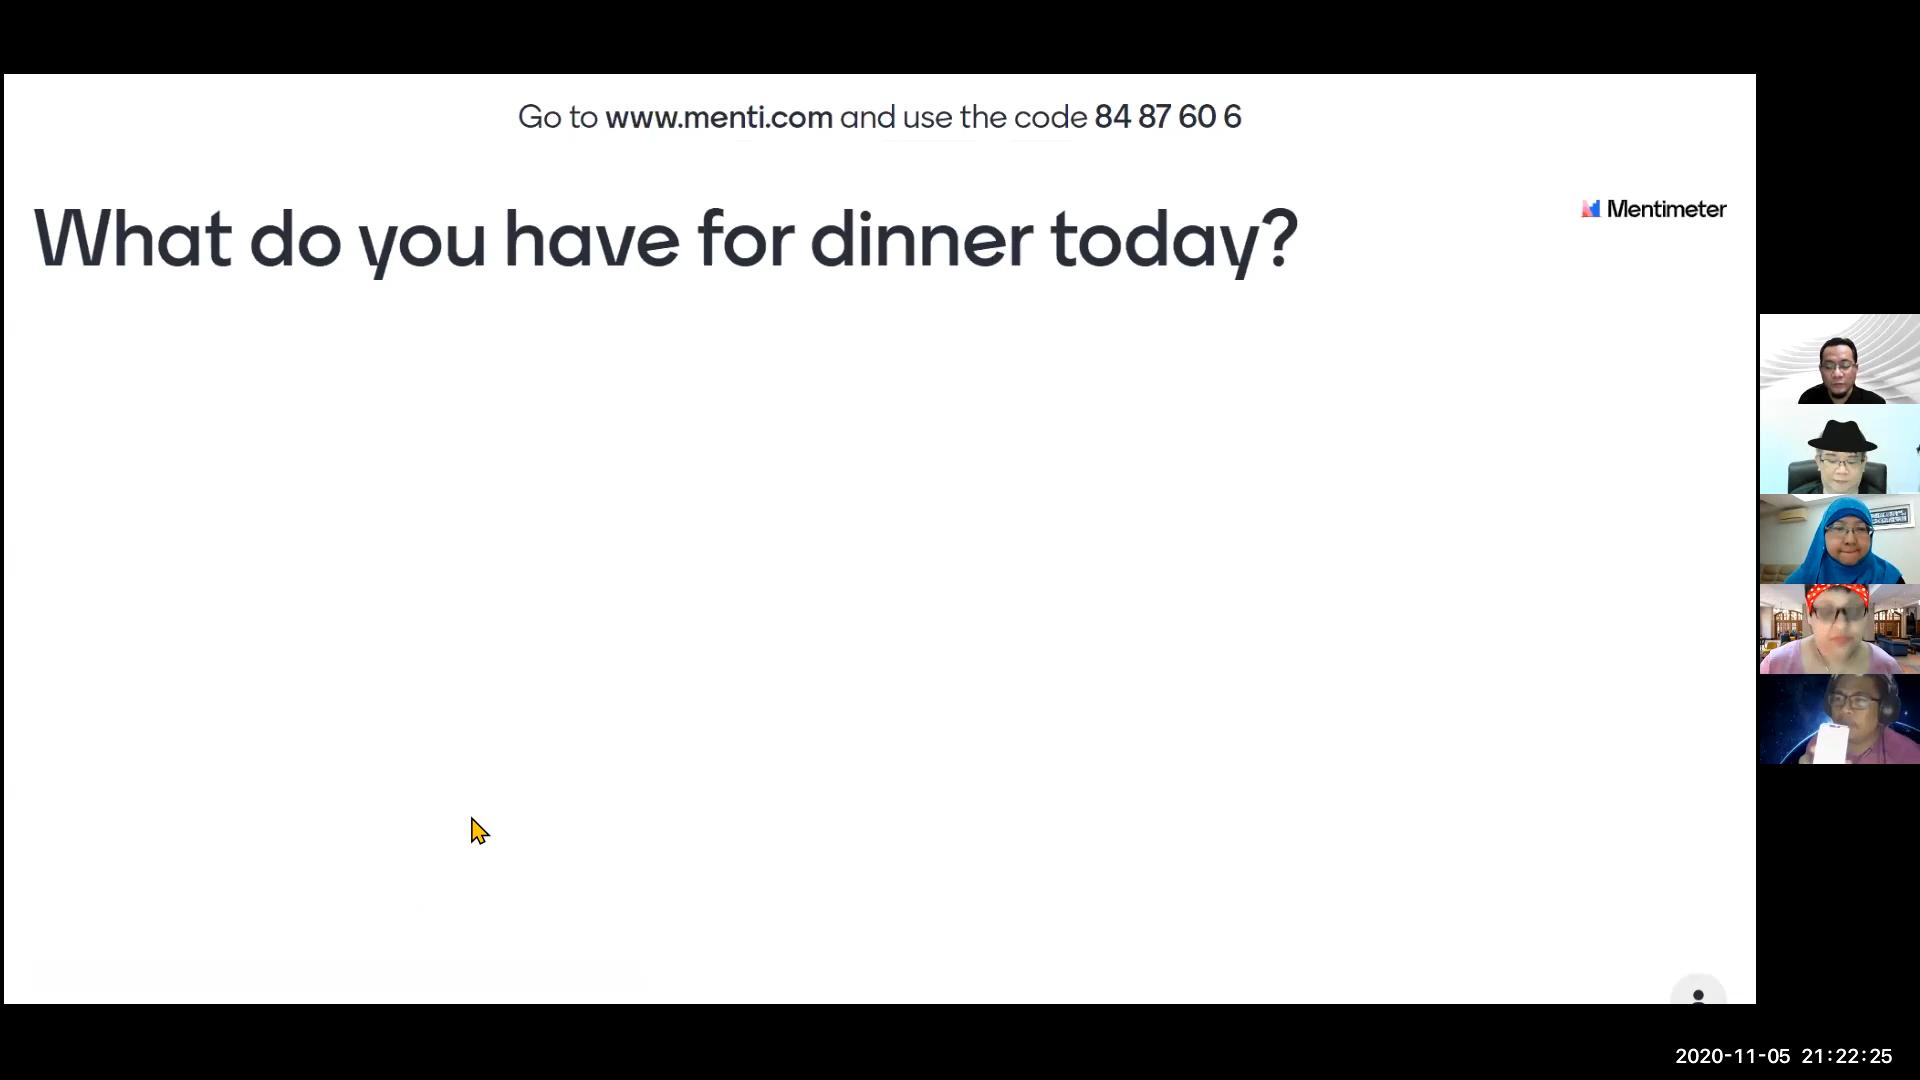 Go to www.menti.com and use the code 84 87 60 6
Mentimeter
What do you have for dinner today?
2020-11-05 21:22:25